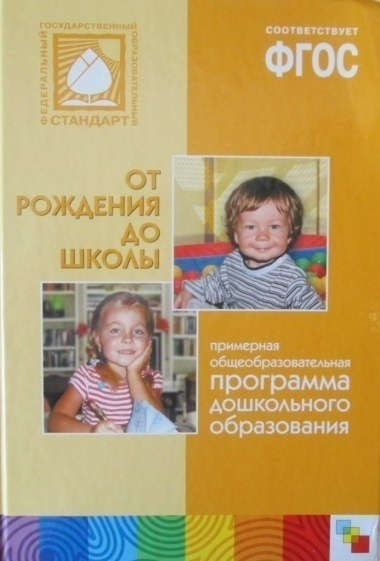 ФЕДЕРАЛЬНЫЙ
ГОСУДАРСТВЕННЫЙ
ОБРАЗОВАТЕЛЬНЫЙ
СТАНДАРТ
СООТВЕТСТВУЕТ
ФГОС
ОТ
РОЖДЕНИЯ
ДО
ШКОЛЫ
примерная
общеобразовательная
программа
дошкольного
образования